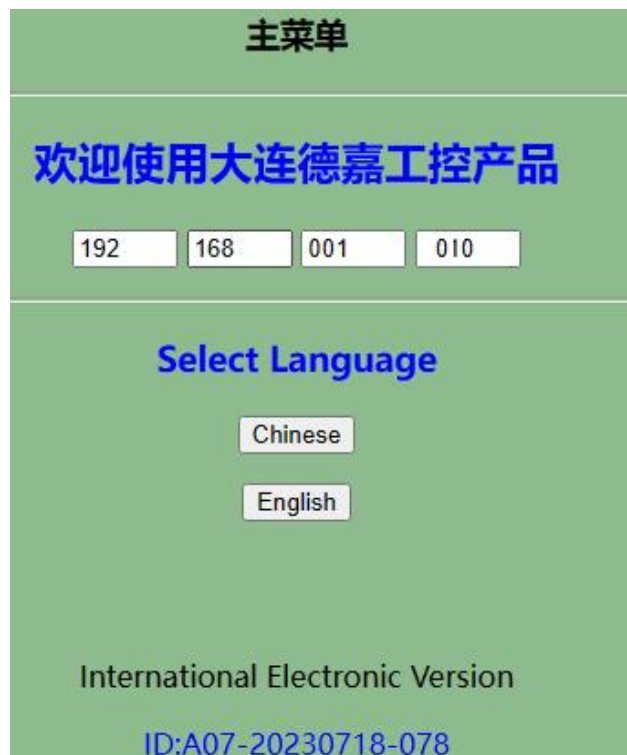 主菜单
欢迎使用大连德嘉工控产品
192 168 001 0I0
Select Language
Chinese
English
International Electronic Version
ID:A07-20230718-078